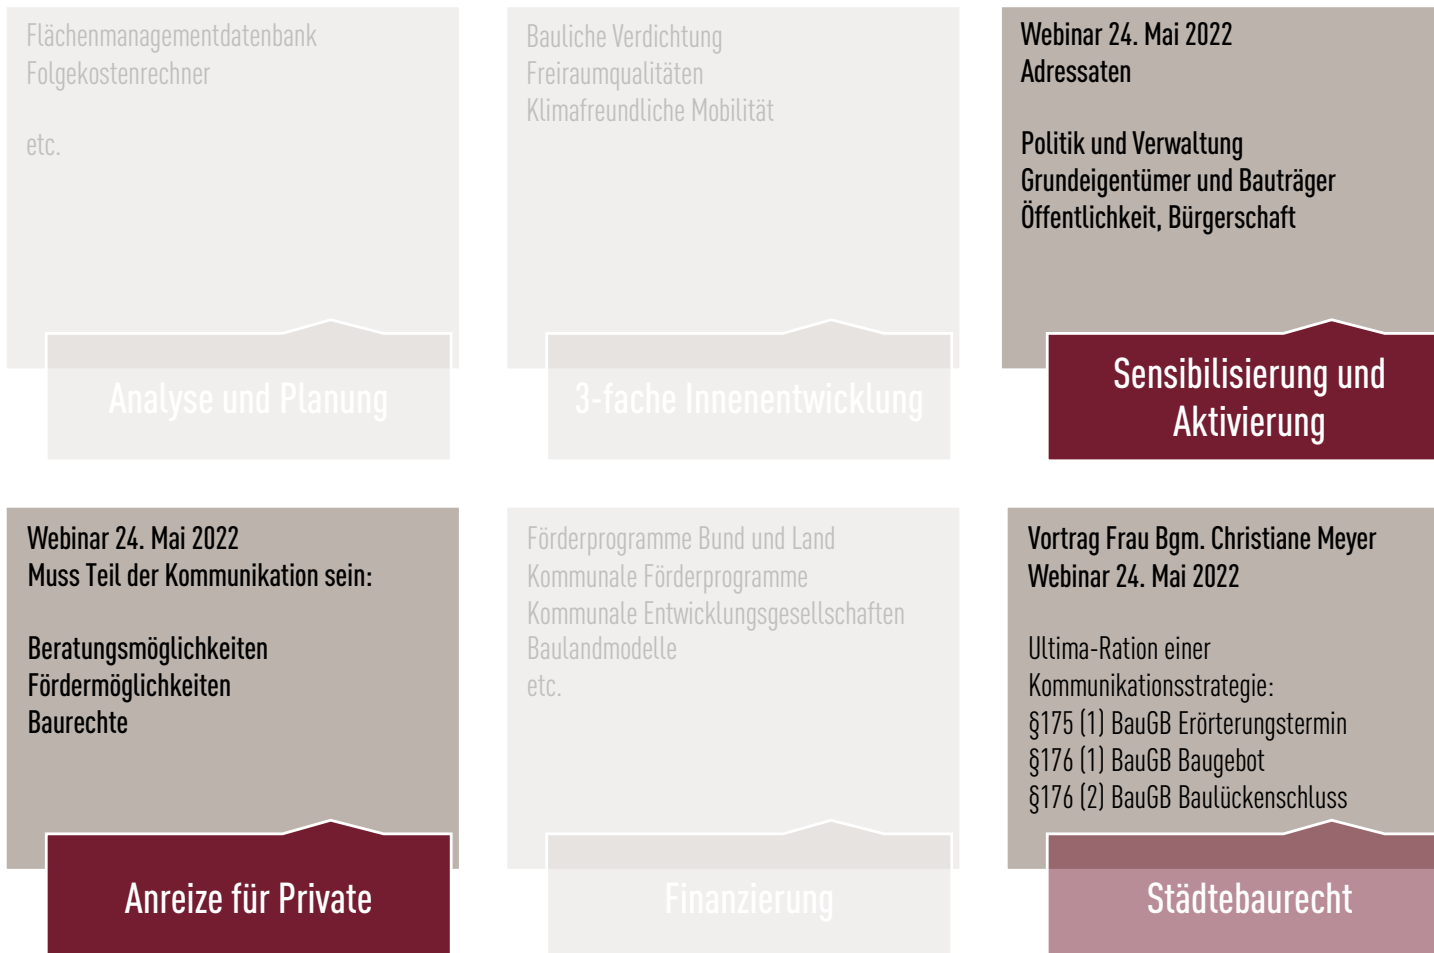 Flächenmanagementdatenbank
Folgekostenrechner
etc.
Analyse und Planung
Bauliche Verdichtung
Freiraumqualitäten
Klimafreundliche Mobilität
3-fache Innenentwicklung
Webinar 24. Mai 2022
Adressaten
Politik und Verwaltung
Grundeigentümer und Bauträger
Öffentlichkeit, Bürgerschaft
Sensibilisierung und
Aktivierung
Webinar 24. Mai 2022
Muss Teil der Kommunikation sein:
Beratungsmöglichkeiten
Fördermöglichkeiten
Baurechte
Anreize für Private
Förderprogramme Bund und Land
Kommunale Förderprogramme
Kommunale Entwicklungsgesellschaften
Baulandmodelle
etc.
Finanzierung
Vortrag Frau Bgm. Christiane Meyer
Webinar 24. Mai 2022
Ultima-Ration einer
Kommunikationsstrategie:
§175 (1) BauGB Erörterungstermin
§176 (1) BauGB Baugebot
§176 (2) BauGB Baulückenschluss
Städtebaurecht